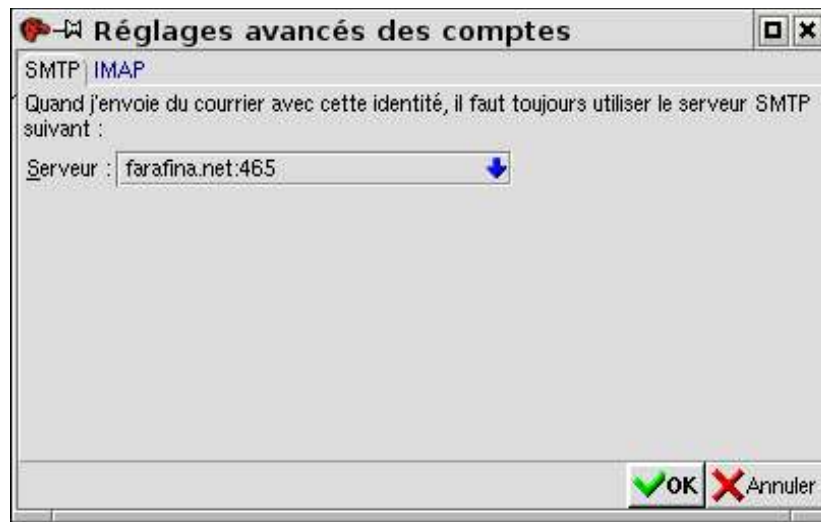 Réglages avancés des comptes
SMTP IMAP
Quand j'envoie du courrier avec cette identité, il faut toujours utiliser le serveur SMTP
suivant :
Serveur : farafina.net:465
OK Annuler